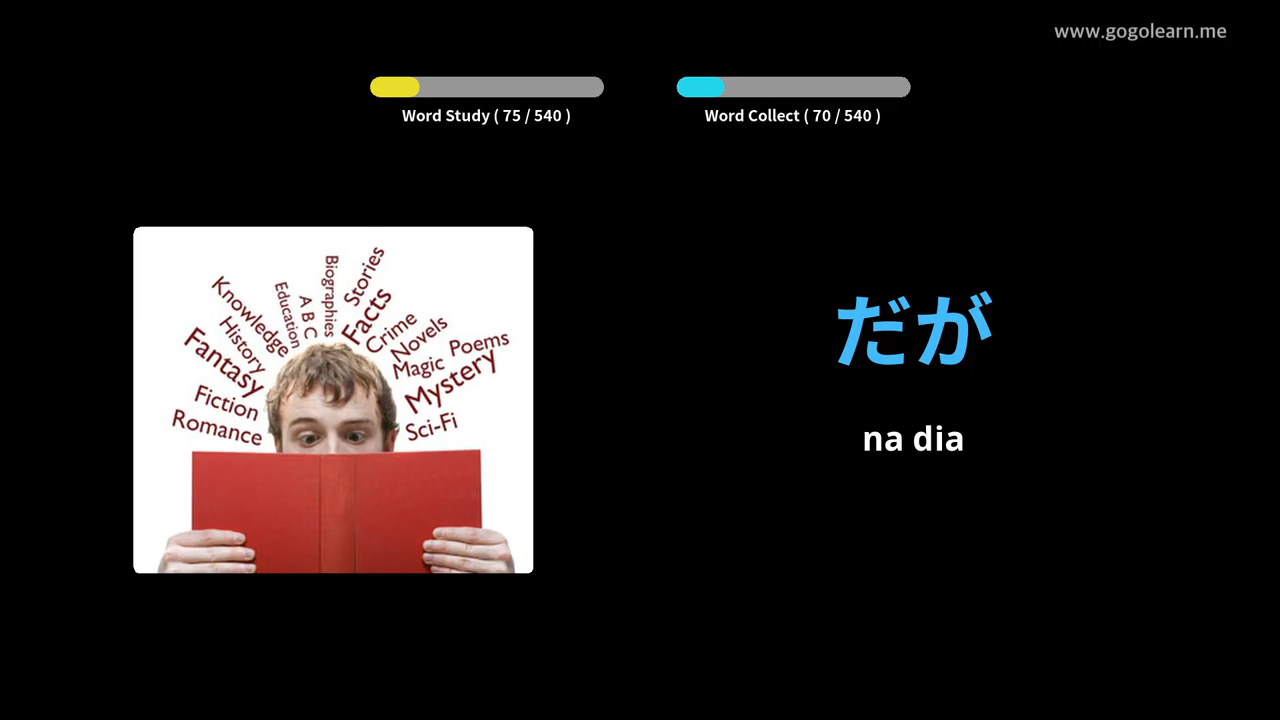 www.gogolearn.me
Word Study ( 75 / 540 )
Word Collect ( 70 / 540 )
Knowledge
History
Fantasy
Fiction
Romance
Education
A B C
Biographies
Stories
Facts
Crime
Novels
Magic
Poems
Mystery
Sci-Fi
だが
na dia